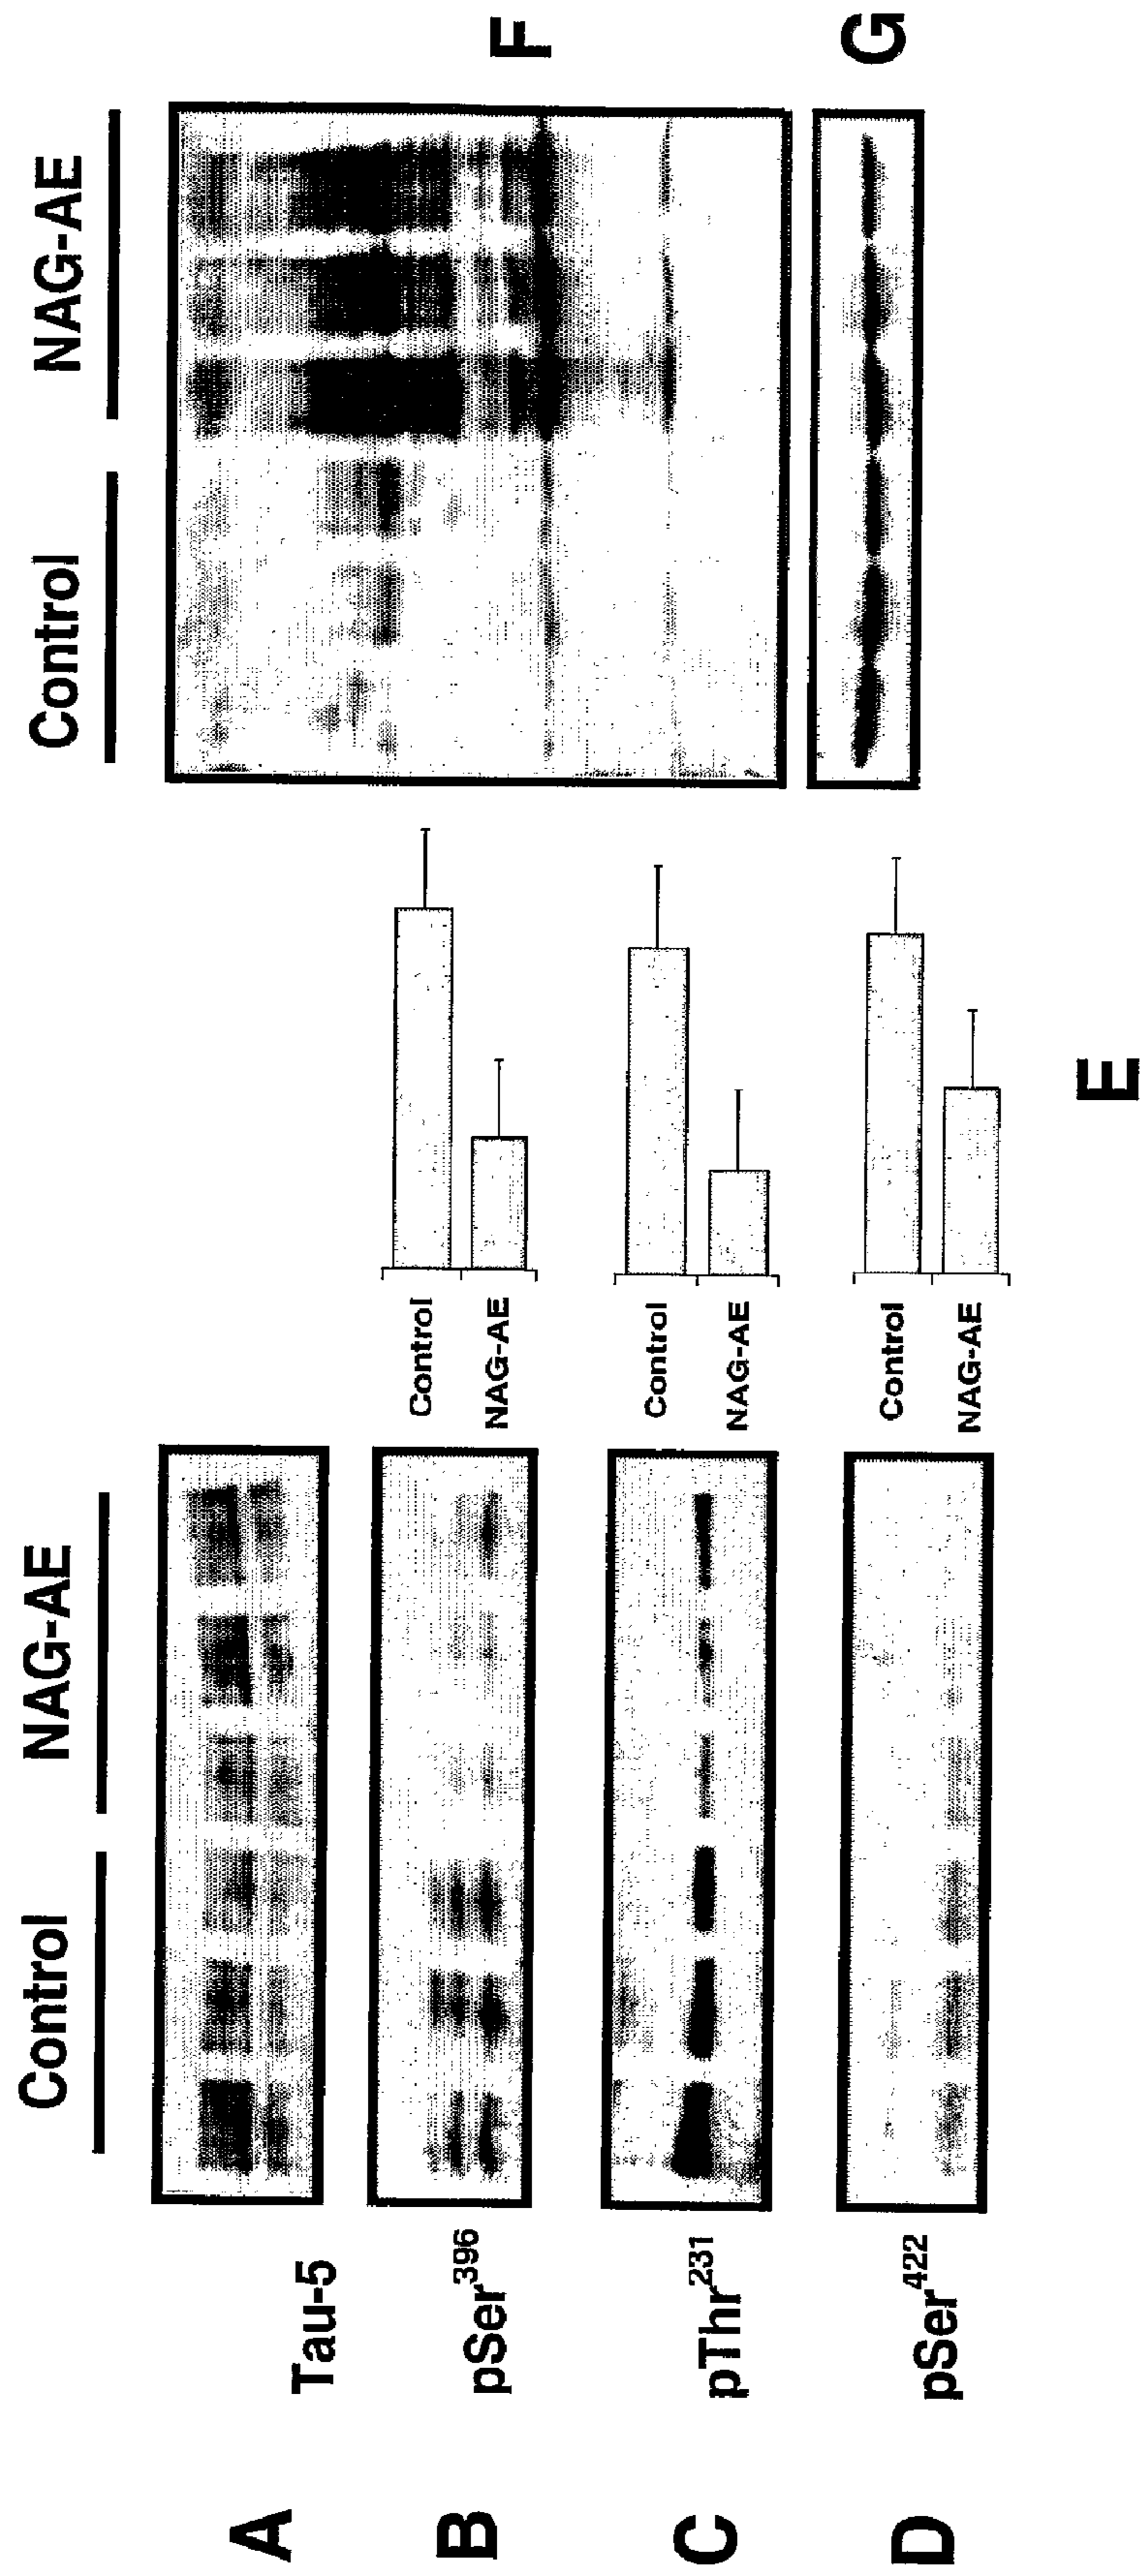 Control NAG-AE
A Tau-5
B pSer396
C pThr231
D pSer422
Control
NAG-AE
Control
NAG-AE
Control
NAG-AE
E
Control NAG-AE
F
G